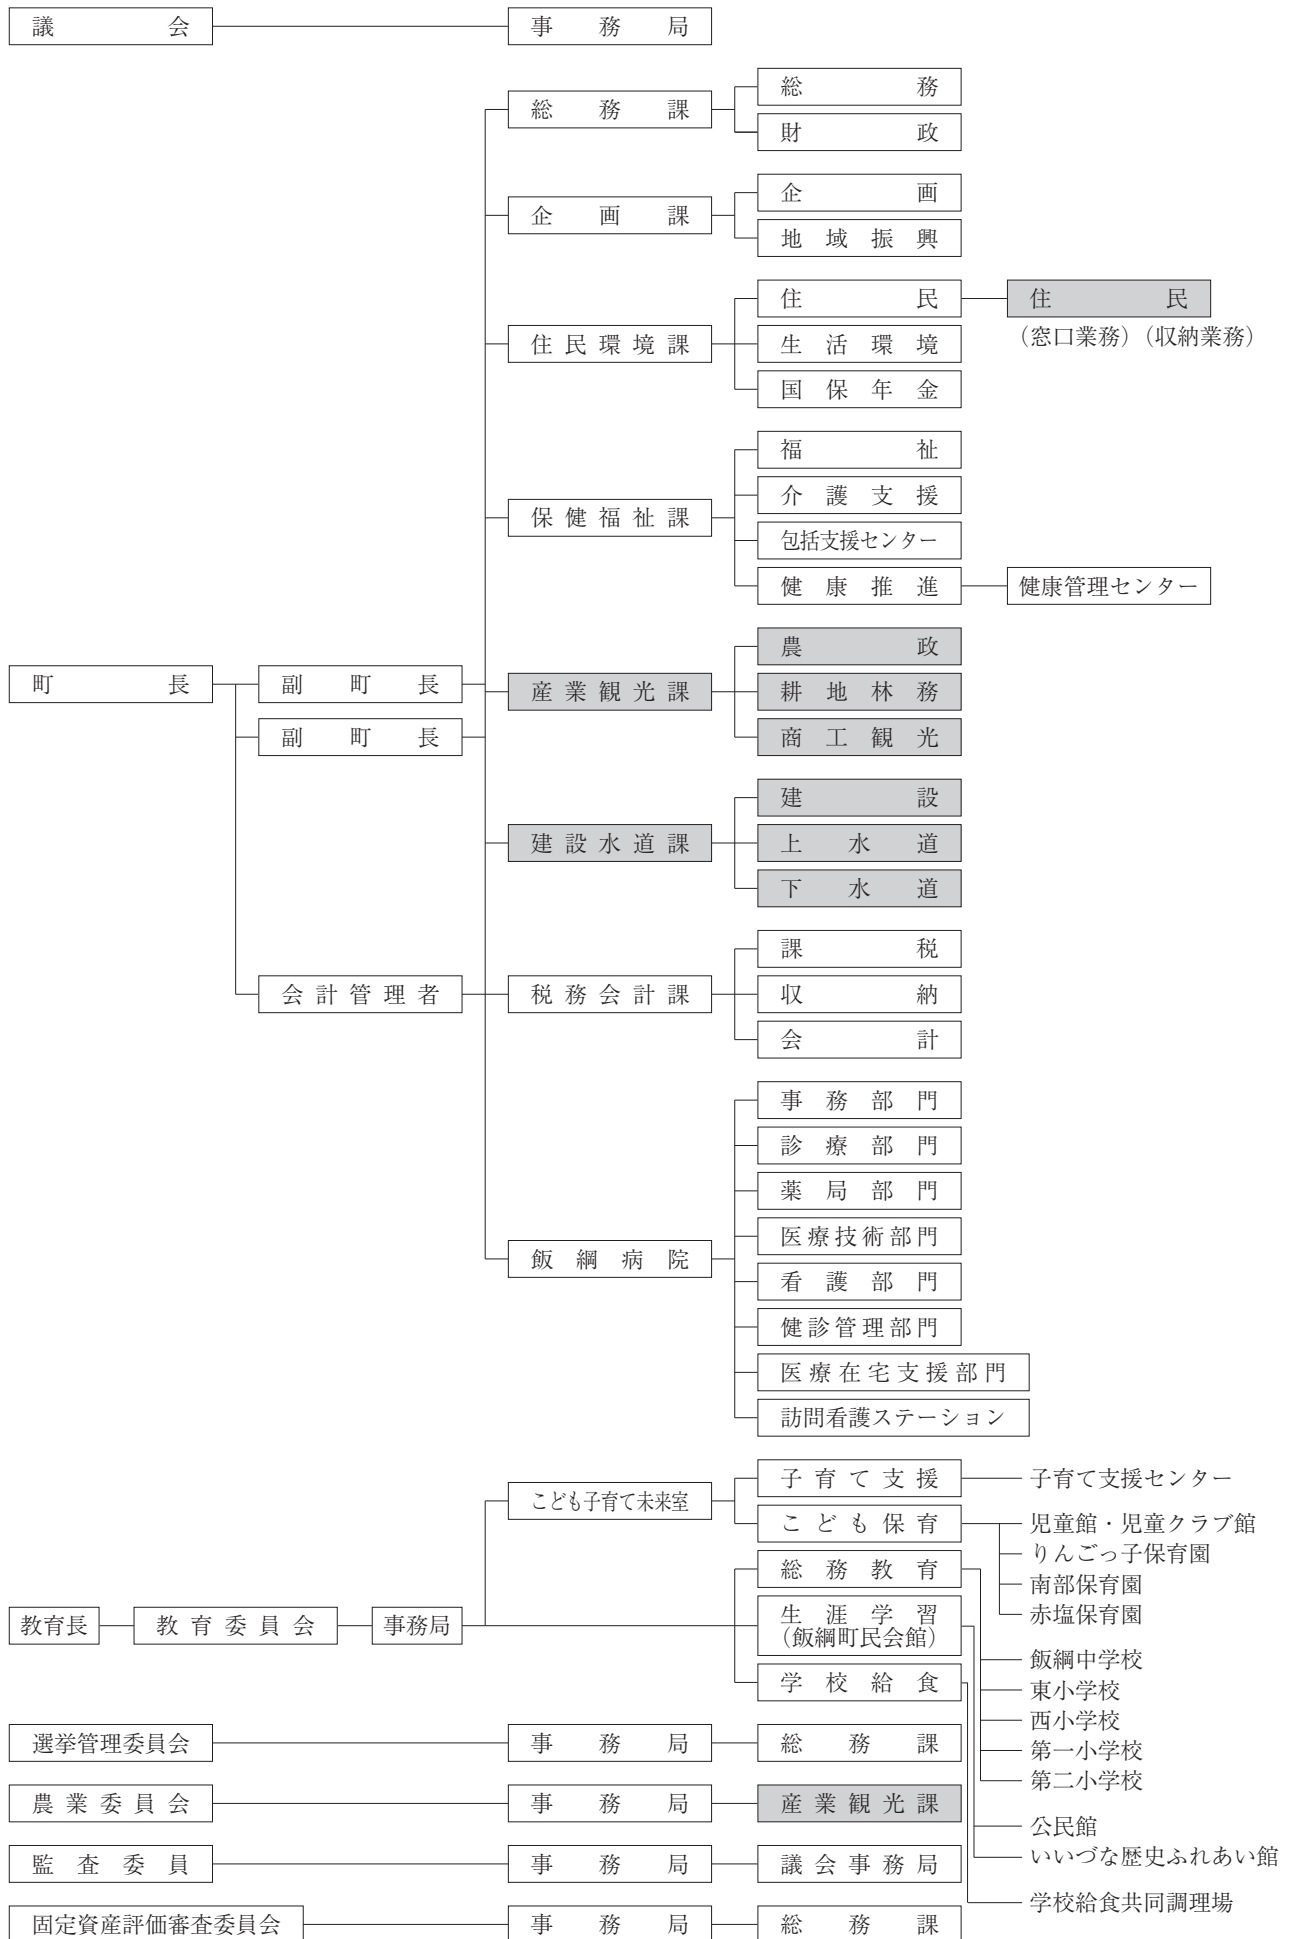 議会
事務局
総務課
総務
財政
企画課
企画
地域振興
住民環境課
住民
住民
（窓口業務）（収納業務）
生活環境
国保年金
保健福祉課
福祉
介護支援
包括支援センター
健康推進
健康管理センター
町長
副町長
副町長
産業観光課
農政
耕地林務
商工観光
建設水道課
建設
上水道
下水道
会計管理者
税務会計課
課税
収納
会計
飯綱病院
事務部門
診療部門
薬局部門
医療技術部門
看護部門
健診管理部門
医療在宅支援部門
訪問看護ステーション
教育長
教育委員会
事務局
こども子育て未来室
子育て支援
子育て支援センター
こども保育
児童館・児童クラブ館
りんごっ子保育園
南部保育園
赤塩保育園
総務教育
飯綱中学校
東小学校
西小学校
第一小学校
第二小学校
生涯学習
（飯綱町民会館）
公民館
いいづな歴史ふれあい館
学校給食
学校給食共同調理場
選挙管理委員会
事務局
総務課
農業委員会
事務局
産業観光課
監査委員
事務局
議会事務局
固定資産評価審査委員会
事務局
総務課